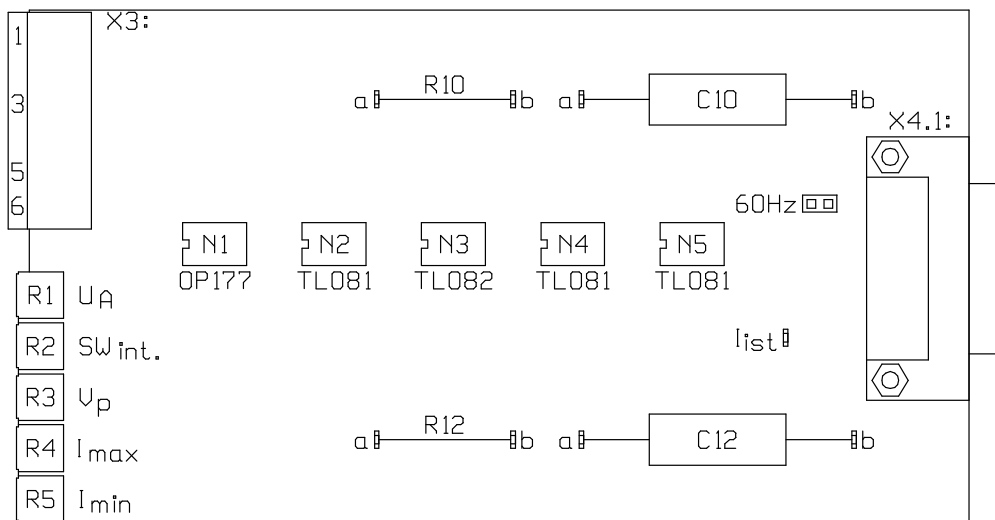 X3:
1
3
5
6
a R10 b
a C10 b
X4.1:
60Hz
N1
OP177
N2
TL081
N3
TL082
N4
TL081
N5
TL081
R1 UA
R2 SWint.
R3 Vp
R4 Imax
R5 Imin
Iist
a R12 b
a C12 b